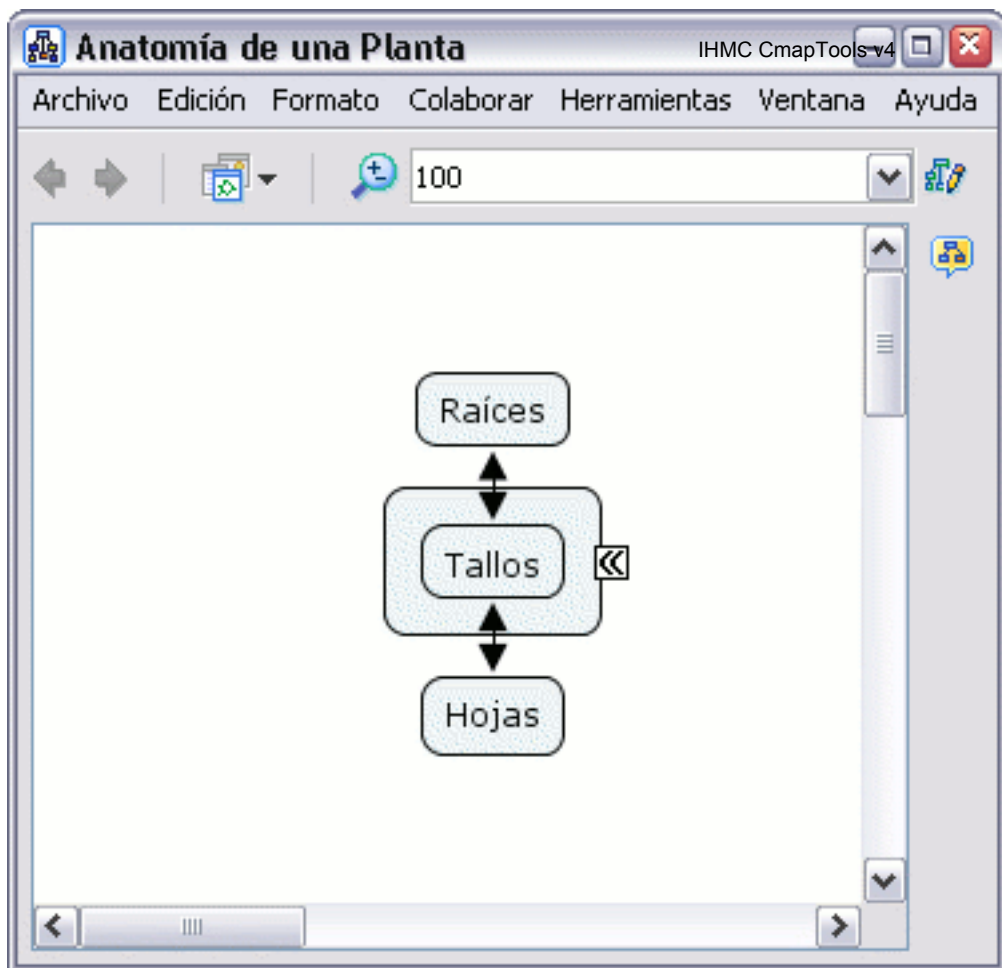 Anatomía de una Planta IHMC CmapTools v4
Archivo Edición Formato Colaborar Herramientas Ventana Ayuda
100
Raíces
Tallos
Hojas